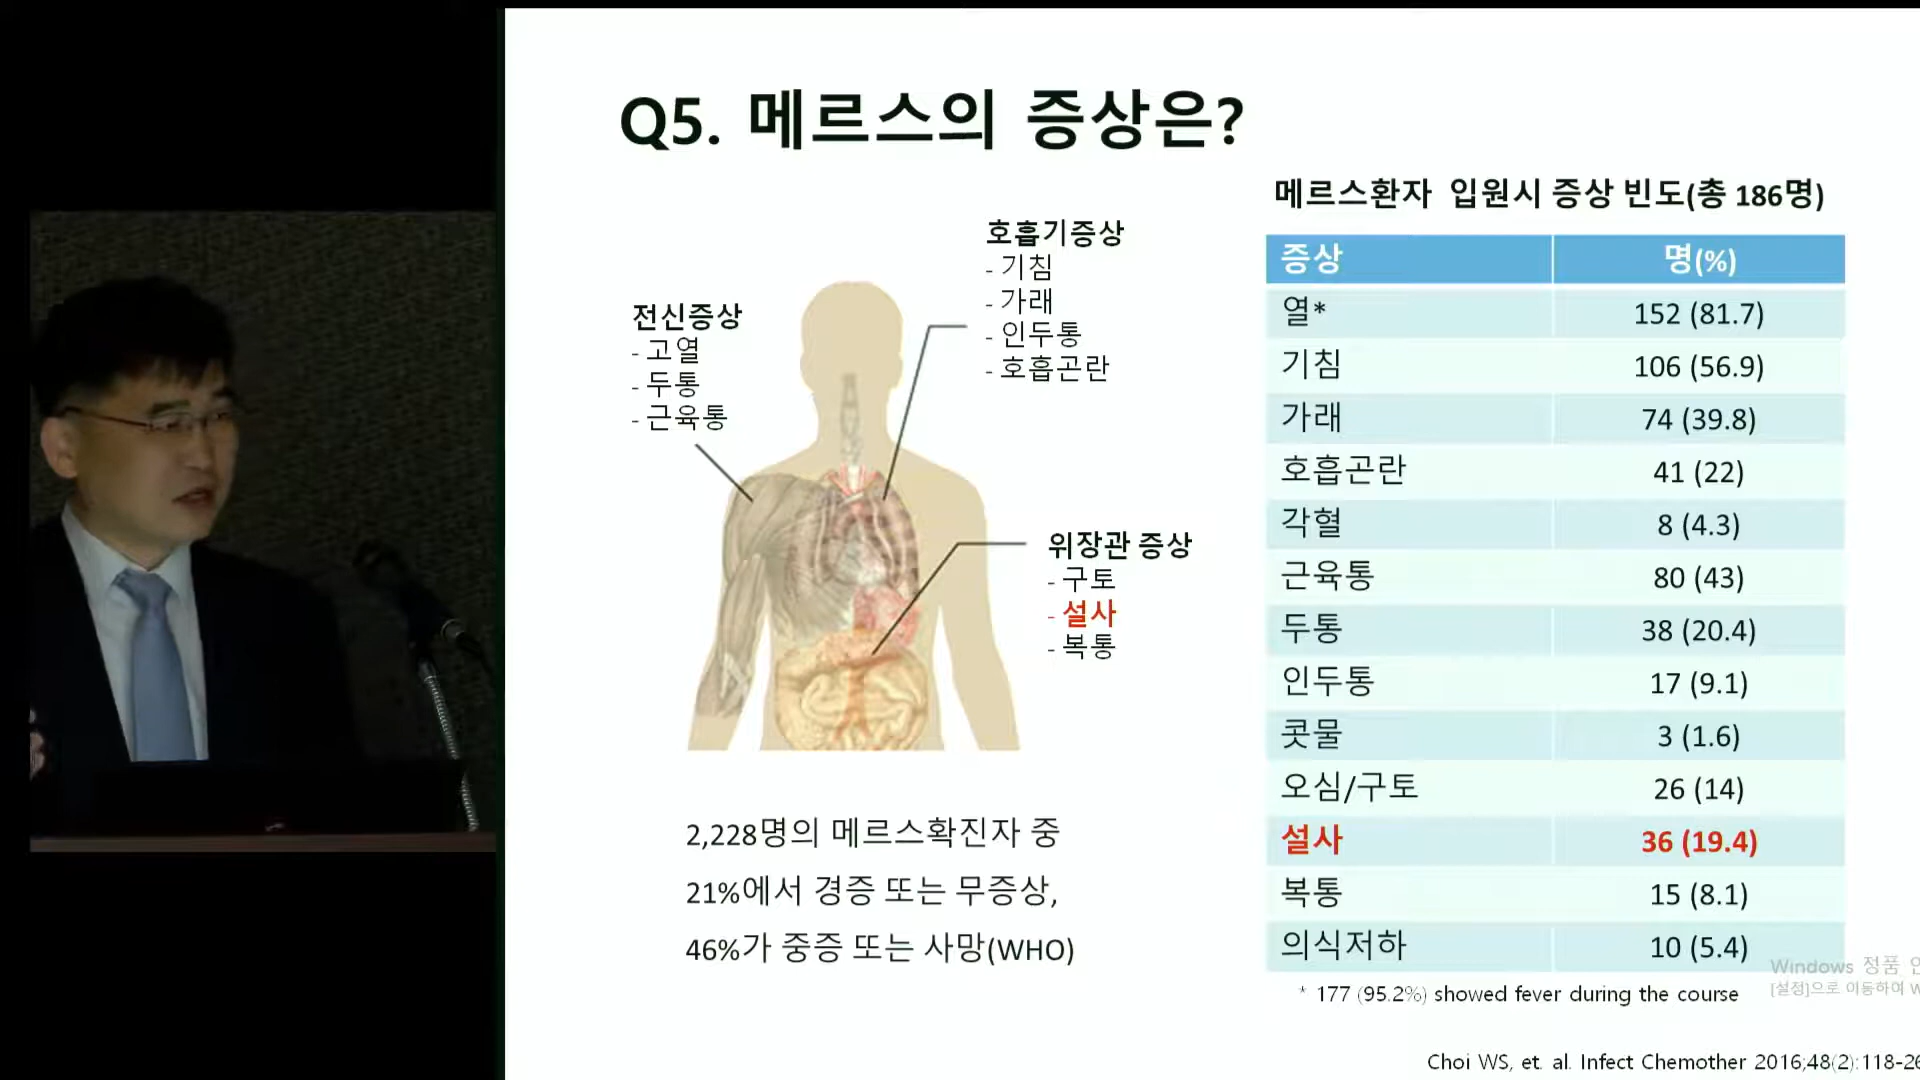 Q5. 메르스의 증상은?
전신증상
- 고열
- 두통
- 근육통
호흡기증상
- 기침
- 가래
- 인두통
- 호흡곤란
위장관 증상
- 구토
- 설사
- 복통
2,228명의 메르스확진자 중
21%에서 경증 또는 무증상,
46%가 중증 또는 사망(WHO)
메르스환자 입원시 증상 빈도(총 186명)
증상 명(%)
열* 152 (81.7)
기침 106 (56.9)
가래 74 (39.8)
호흡곤란 41 (22)
각혈 8 (4.3)
근육통 80 (43)
두통 38 (20.4)
인두통 17 (9.1)
콧물 3 (1.6)
오심/구토 26 (14)
설사 36 (19.4)
복통 15 (8.1)
의식저하 10 (5.4)
* 177 (95.2%) showed fever during the course
Windows 정품
[설정]으로 이동하여 W
Choi WS, et. al. Infect Chemother 2016;48(2):118-26